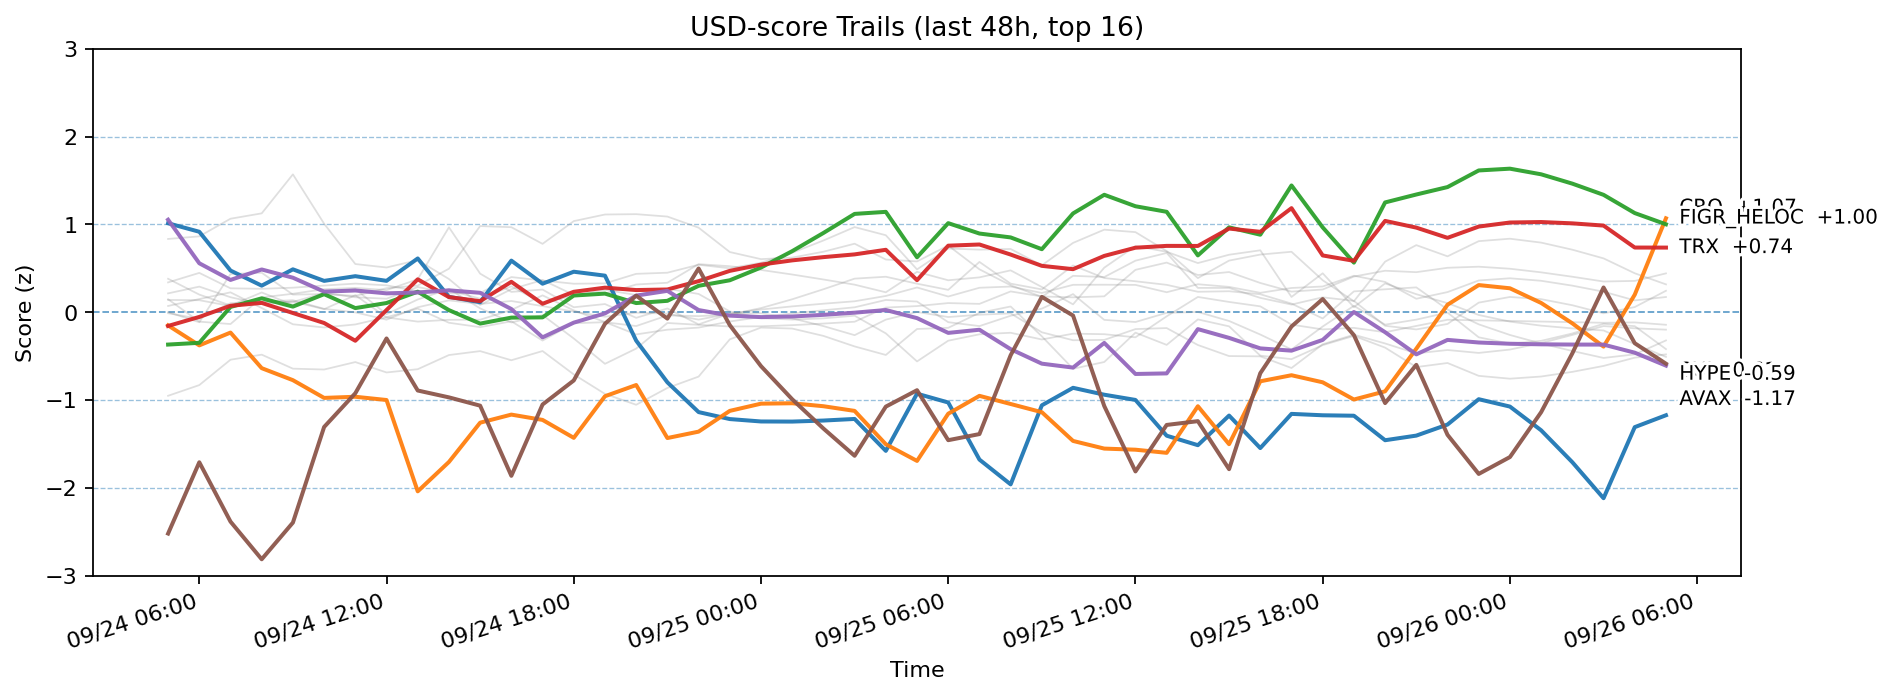 USD-score Trails (last 48h, top 16)
Score (z)
3
2
1
0
−1
−2
−3
CRO +1.07
FIGR_HELOC +1.00
TRX +0.74
HYPE -0.59
AVAX -1.17
09/24 06:00
09/24 12:00
09/24 18:00
09/25 00:00
09/25 06:00
09/25 12:00
09/25 18:00
09/26 00:00
09/26 06:00
Time